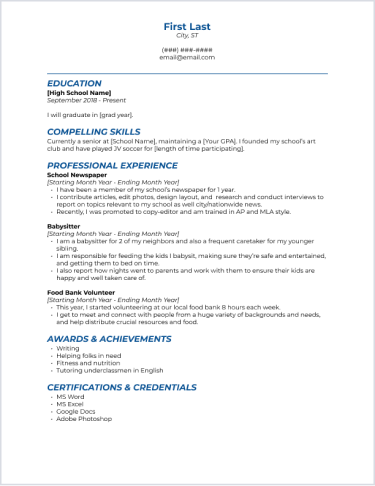 First Last
City, ST
(###) ###-####
email@email.com
EDUCATION
[High School Name]
September 2018 - Present
I will graduate in [grad year].
COMPELLING SKILLS
Currently a senior at [School Name], maintaining a [Your GPA]. I founded my school's art
club and have played JV soccer for [length of time participating].
PROFESSIONAL EXPERIENCE
School Newspaper
[Starting Month Year - Ending Month Year]
- I have been a member of my school's newspaper for 1 year.
- I contribute articles, edit photos, design layout, and research and conduct interviews to
report on topics relevant to my school as well city/nationwide news.
- Recently, I was promoted to copy-editor and am trained in AP and MLA style.
Babysitter
[Starting Month Year - Ending Month Year]
- I am a babysitter for 2 of my neighbors and also a frequent caretaker for my younger
sibling.
- I am responsible for feeding the kids I babysit, making sure they're safe and entertained,
and getting them to bed on time.
- I also report how nights went to parents and work with them to ensure their kids are
happy and well taken care of.
Food Bank Volunteer
[Starting Month Year - Ending Month Year]
- This year, I started volunteering at our local food bank 8 hours each week.
- I get to meet and connect with people from a huge variety of backgrounds and needs,
and help distribute crucial resources and food.
AWARDS & ACHIEVEMENTS
- Writing
- Helping folks in need
- Fitness and nutrition
- Tutoring underclassmen in English
CERTIFICATIONS & CREDENTIALS
- MS Word
- MS Excel
- Google Docs
- Adobe Photoshop